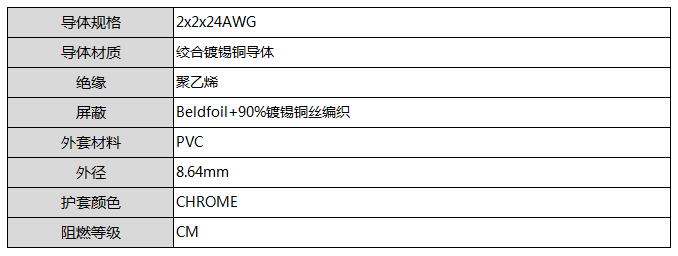 导体规格 2x2x24AWG
导体材质 绞合镀锡铜导体
绝缘 聚乙烯
屏蔽 Beldfoil+90%镀锡铜丝编织
外套材料 PVC
外径 8.64mm
护套颜色 CHROME
阻燃等级 CM